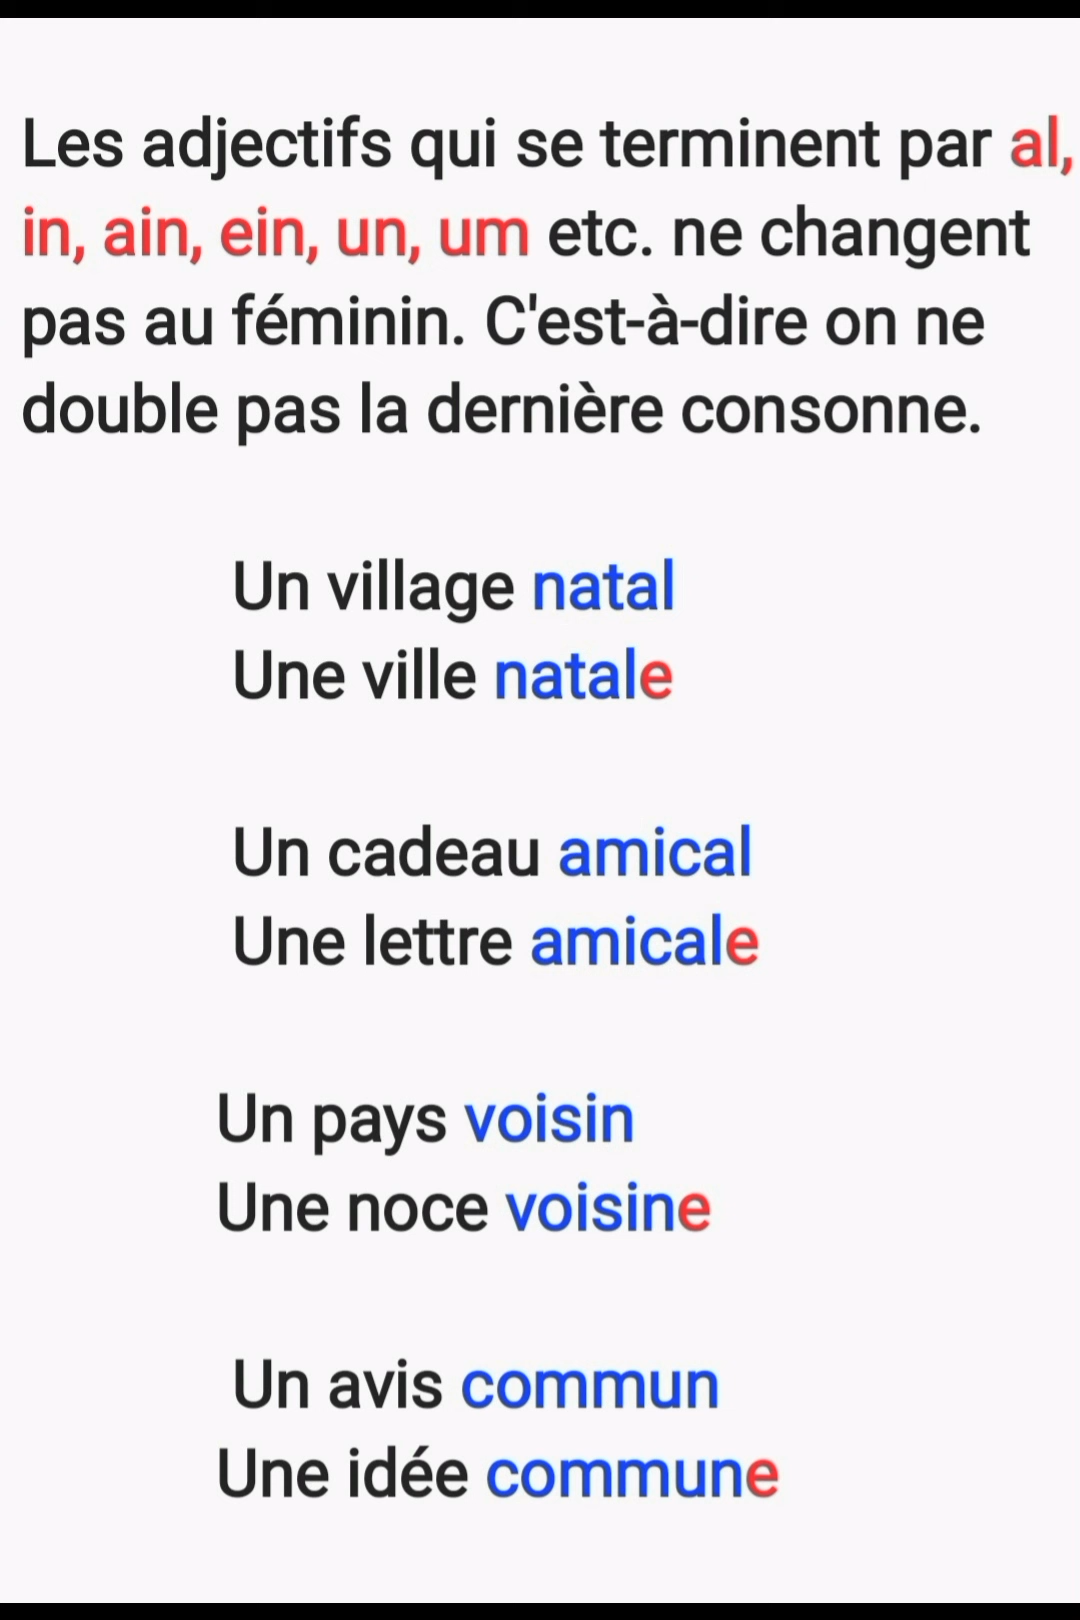 Les adjectifs qui se terminent par al,
in, ain, ein, un, um etc. ne changent
pas au féminin. C'est-à-dire on ne
double pas la dernière consonne.
Un village natal
Une ville natale
Un cadeau amical
Une lettre amicale
Un pays voisin
Une noce voisine
Un avis commun
Une idée commune